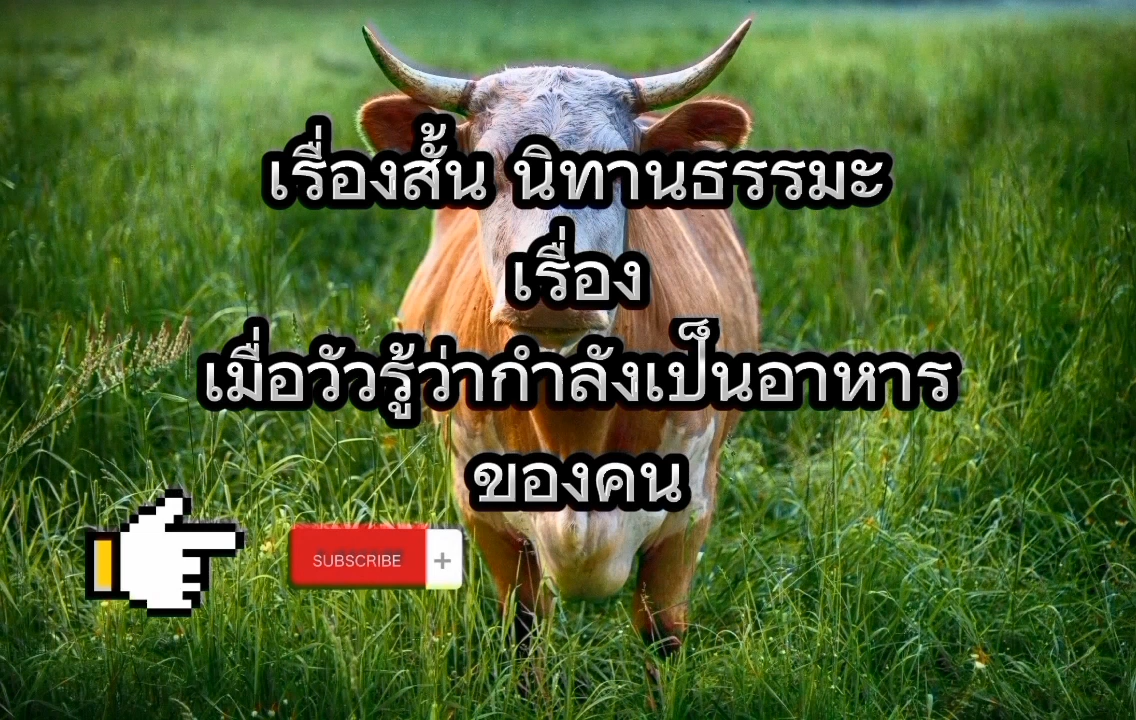 เรื่องสั้น นิทานธรรมะ
เรื่อง
เมื่อวัวรู้ว่ากำลังเป็นอาหาร
ของคน
SUBSCRIBE +